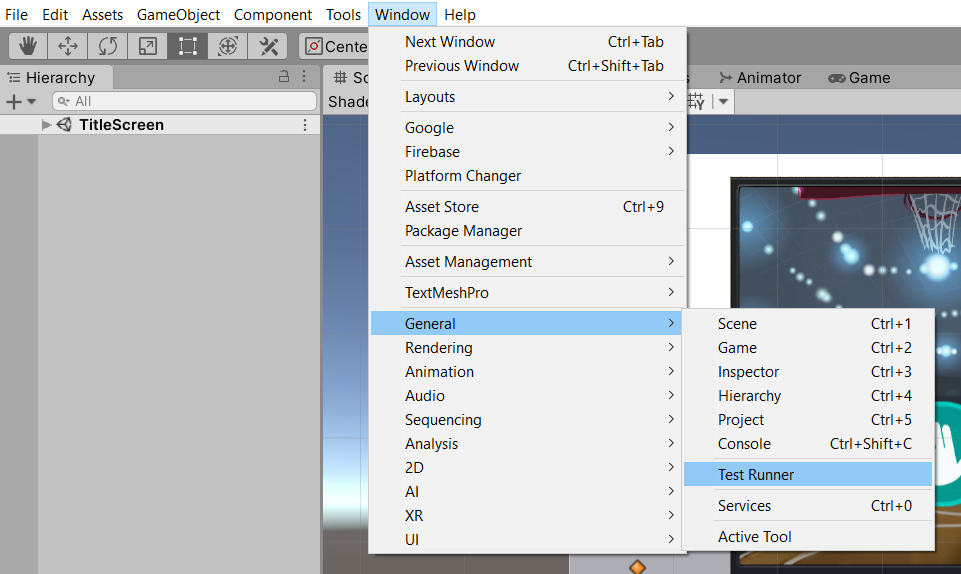 File Edit Assets GameObject Component Tools Window Help
Cente
Hierarchy
All
TitleScreen
Sc
Shade
s
Animator
Game
Y
Next Window Ctrl+Tab
Previous Window Ctrl+Shift+Tab
Layouts
Google
Firebase
Platform Changer
Asset Store Ctrl+9
Package Manager
Asset Management
TextMeshPro
General
Rendering
Animation
Audio
Sequencing
Analysis
2D
AI
XR
UI
Scene Ctrl+1
Game Ctrl+2
Inspector Ctrl+3
Hierarchy Ctrl+4
Project Ctrl+5
Console Ctrl+Shift+C
Test Runner
Services Ctrl+0
Active Tool